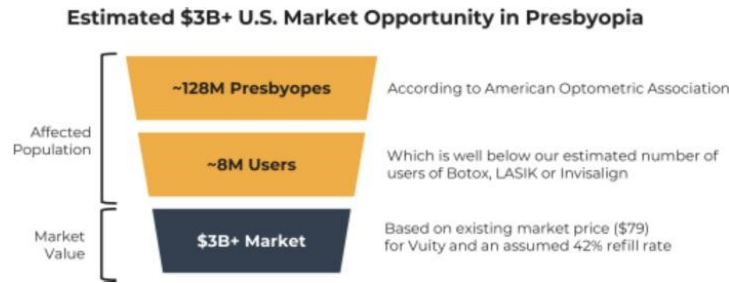 Estimated $3B+ U.S. Market Opportunity in Presbyopia
~128M Presbyopes
According to American Optometric Association
Affected
Population
~8M Users
Which is well below our estimated number of
users of Botox, LASIK or Invisalign
Market
Value
$3B+ Market
Based on existing market price ($79)
for Vuity and an assumed 42% refill rate